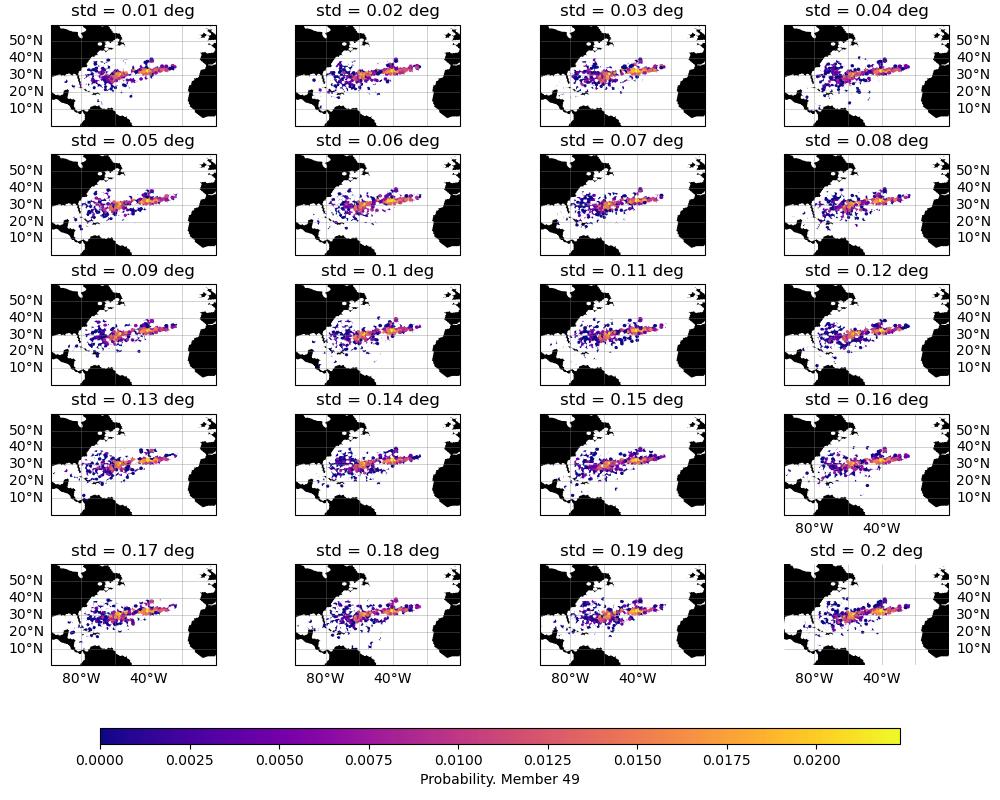 std = 0.01 deg
std = 0.02 deg
std = 0.03 deg
std = 0.04 deg
50°N
50°N
40°N
40°N
30°N
30°N
20°N
20°N
10°N
10°N
std = 0.05 deg
std = 0.06 deg
std = 0.07 deg
std = 0.08 deg
50°N
50°N
40°N
40°N
30°N
30°N
20°N
20°N
10°N
10°N
std = 0.09 deg
std = 0.1 deg
std = 0.11 deg
std = 0.12 deg
50°N
50°N
40°N
40°N
30°N
30°N
20°N
20°N
10°N
10°N
std = 0.13 deg
std = 0.14 deg
std = 0.15 deg
std = 0.16 deg
50°N
50°N
40°N
40°N
30°N
30°N
20°N
20°N
10°N
10°N
80°W 40°W
std = 0.17 deg
std = 0.18 deg
std = 0.19 deg
std = 0.2 deg
50°N
50°N
40°N
40°N
30°N
30°N
20°N
20°N
10°N
10°N
80°W 40°W
80°W 40°W
80°W 40°W
80°W 40°W
0.0000 0.0025 0.0050 0.0075 0.0100 0.0125 0.0150 0.0175 0.0200
Probability. Member 49